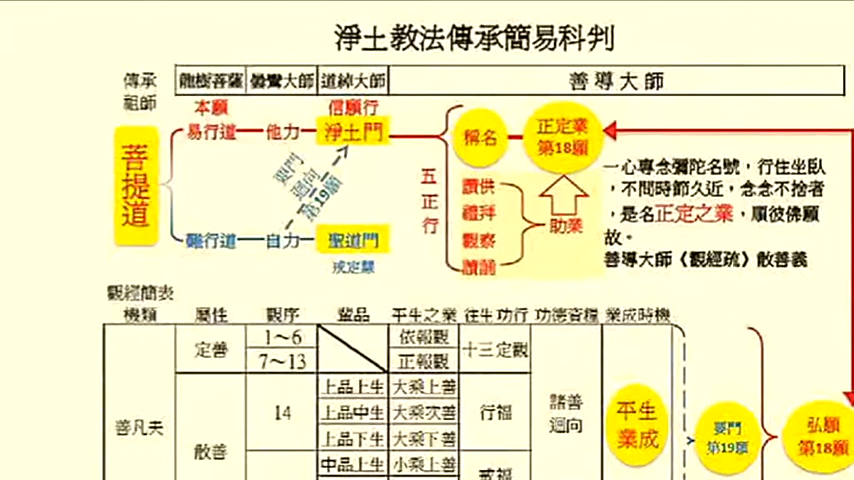 淨土教法傳承簡易科判
傳承祖師
龍樹菩薩 曇鸞大師 道綽大師 善導大師
本願 信願行
菩提道
易行道 他力 淨土門
要門 迴向 第19願
難行道 自力 聖道門
戒定慧
五正行
稱名
正定業 第18願
讚供
禮拜
觀察
讀誦
助業
一心專念彌陀名號，行住坐臥
，不問時節久近，念念不捨者
，是名正定之業，順彼佛願
故。
善導大師《觀經疏》散善義
觀經簡表
機類 屬性 觀序 輩品 平生之業 往生功行 功德資糧 業成時機
善凡夫
定善 1～6 依報觀 十三定觀
7～13 正報觀
散善 14
上品上生 大乘上善
上品中生 大乘次善 行福
上品下生 大乘下善
中品上生 小乘上善 戒福
諸善迴向
平生業成
要門 第19願
弘願 第18願